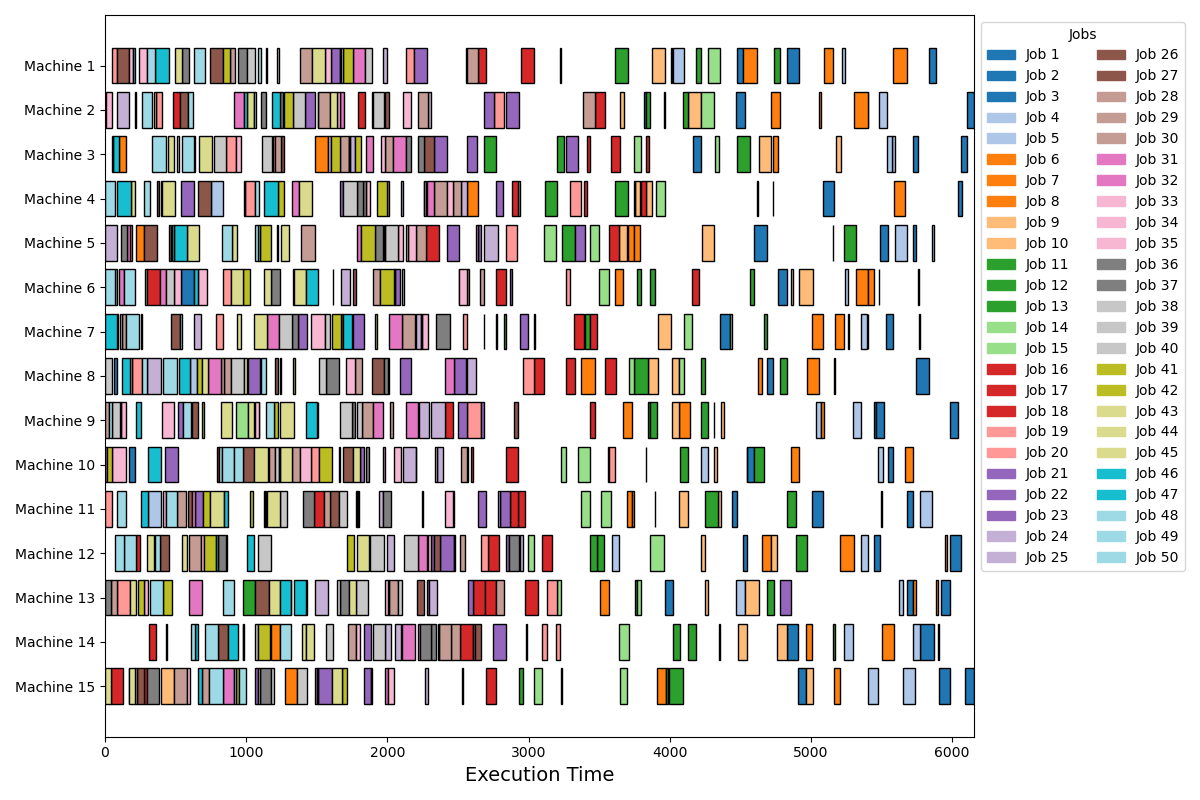 Machine 1
Machine 2
Machine 3
Machine 4
Machine 5
Machine 6
Machine 7
Machine 8
Machine 9
Machine 10
Machine 11
Machine 12
Machine 13
Machine 14
Machine 15
0 1000 2000 3000 4000 5000 6000
Execution Time
Jobs
Job 1 Job 26
Job 2 Job 27
Job 3 Job 28
Job 4 Job 29
Job 5 Job 30
Job 6 Job 31
Job 7 Job 32
Job 8 Job 33
Job 9 Job 34
Job 10 Job 35
Job 11 Job 36
Job 12 Job 37
Job 13 Job 38
Job 14 Job 39
Job 15 Job 40
Job 16 Job 41
Job 17 Job 42
Job 18 Job 43
Job 19 Job 44
Job 20 Job 45
Job 21 Job 46
Job 22 Job 47
Job 23 Job 48
Job 24 Job 49
Job 25 Job 50